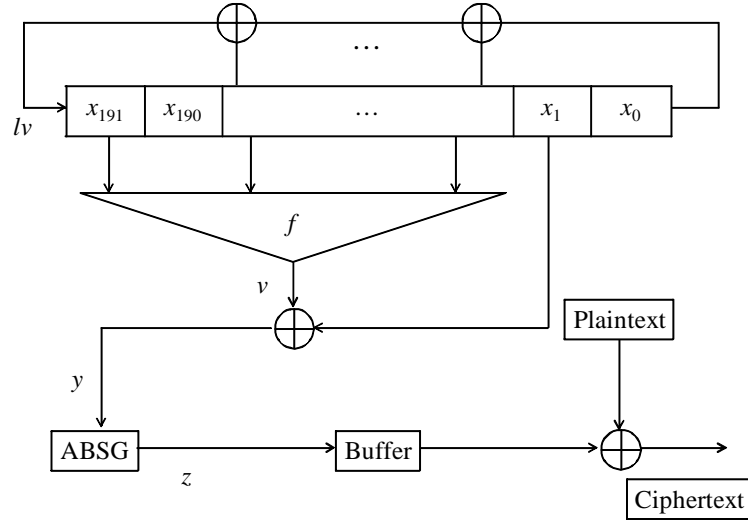 …
lv
x191 x190 … x1 x0
f
v
Plaintext
y
ABSG Buffer
z
Ciphertext